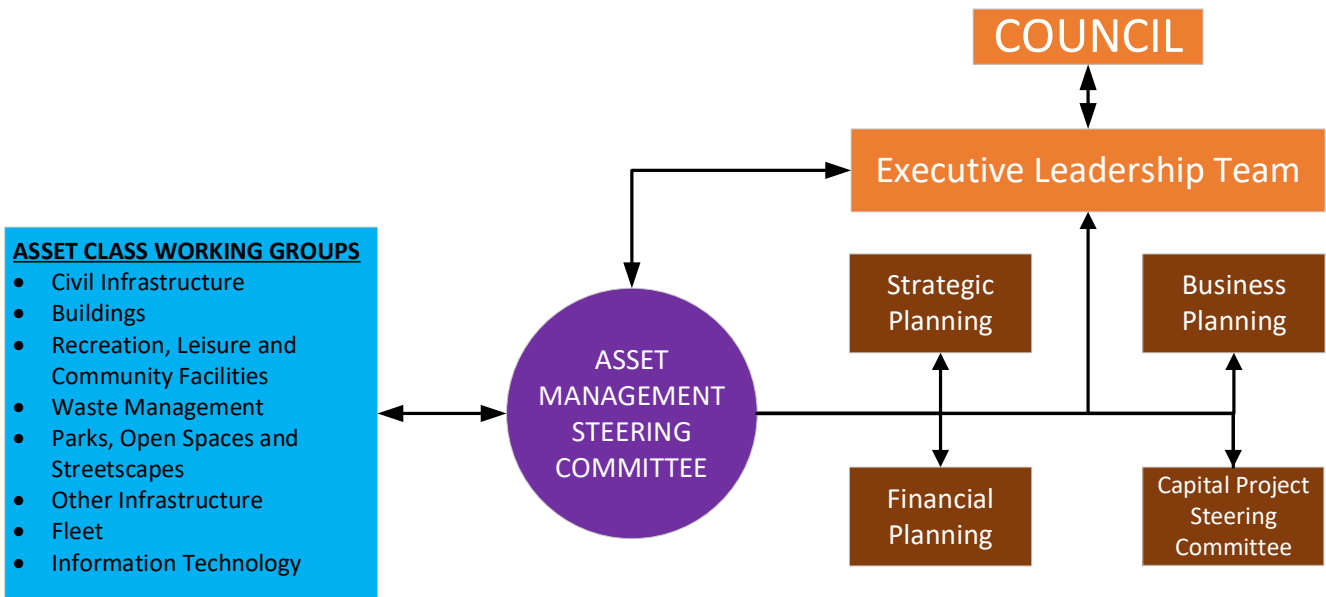 COUNCIL
Executive Leadership Team
ASSET CLASS WORKING GROUPS
• Civil Infrastructure
• Buildings
• Recreation, Leisure and
Community Facilities
• Waste Management
• Parks, Open Spaces and
Streetscapes
• Other Infrastructure
• Fleet
• Information Technology
ASSET
MANAGEMENT
STEERING
COMMITTEE
Strategic
Planning
Business
Planning
Financial
Planning
Capital Project
Steering
Committee